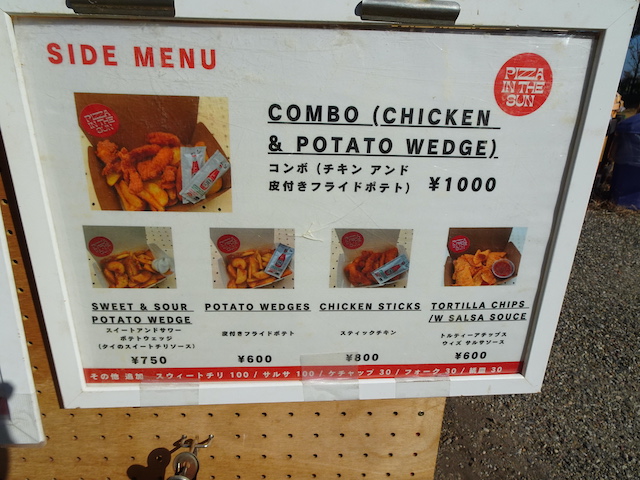 SIDE MENU
PIZZA
IN THE
SUN
COMBO (CHICKEN
& POTATO WEDGE)
コンボ (チキン アンド
皮付きフライドポテト) ¥1000
SWEET & SOUR
POTATO WEDGE
スイートアンドサワー
ポテトウェッジ
(タイのスイートチリソース)
¥750
POTATO WEDGES
皮付きフライドポテト
¥600
CHICKEN STICKS
スティックチキン
¥800
TORTILLA CHIPS
/W SALSA SOUCE
トルティーアチップス
ウィズ サルサソース
¥600
その他 追加 スウィートチリ 100 / サルサ 100 / ケチャップ 30 / フォーク 30 / 紙皿 30